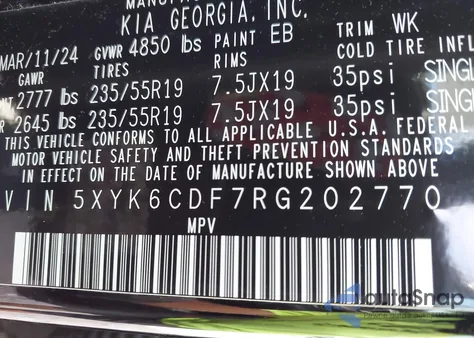 KIA GEORGIA, INC.
MAR/11/24 GVWR 4850 lbs PAINT EB TRIM WK
GAWR TIRES RIMS COLD TIRE INFL
NT 2777 lbs 235/55R19 7.5JX19 35psi SINGL
R 2645 lbs 235/55R19 7.5JX19 35psi SINGL
THIS VEHICLE CONFORMS TO ALL APPLICABLE U.S.A. FEDERAL
MOTOR VEHICLE SAFETY AND THEFT PREVENTION STANDARDS
IN EFFECT ON THE DATE OF MANUFACTURE SHOWN ABOVE
VIN 5XYK6CDF7RG202770
MPV
autoSnap